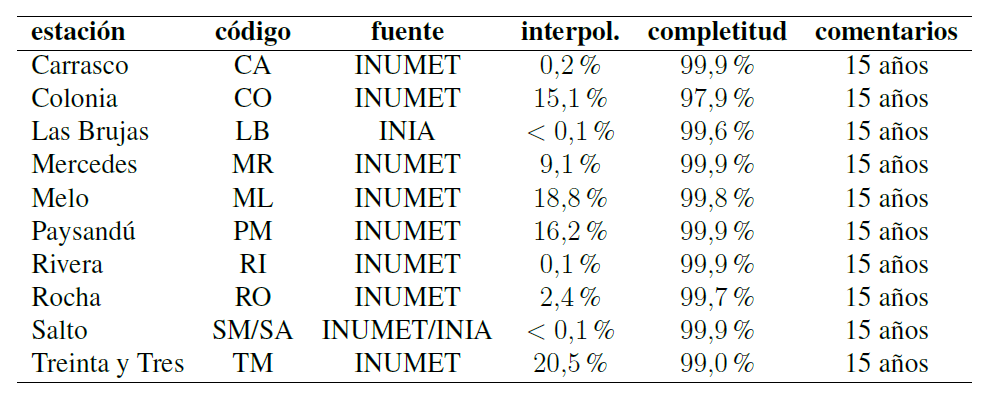 estación código fuente interpol. completitud comentarios
Carrasco CA INUMET 0,2 % 99,9 % 15 años
Colonia CO INUMET 15,1 % 97,9 % 15 años
Las Brujas LB INIA < 0,1 % 99,6 % 15 años
Mercedes MR INUMET 9,1 % 99,9 % 15 años
Melo ML INUMET 18,8 % 99,8 % 15 años
Paysandú PM INUMET 16,2 % 99,9 % 15 años
Rivera RI INUMET 0,1 % 99,9 % 15 años
Rocha RO INUMET 2,4 % 99,7 % 15 años
Salto SM/SA INUMET/INIA < 0,1 % 99,9 % 15 años
Treinta y Tres TM INUMET 20,5 % 99,0 % 15 años